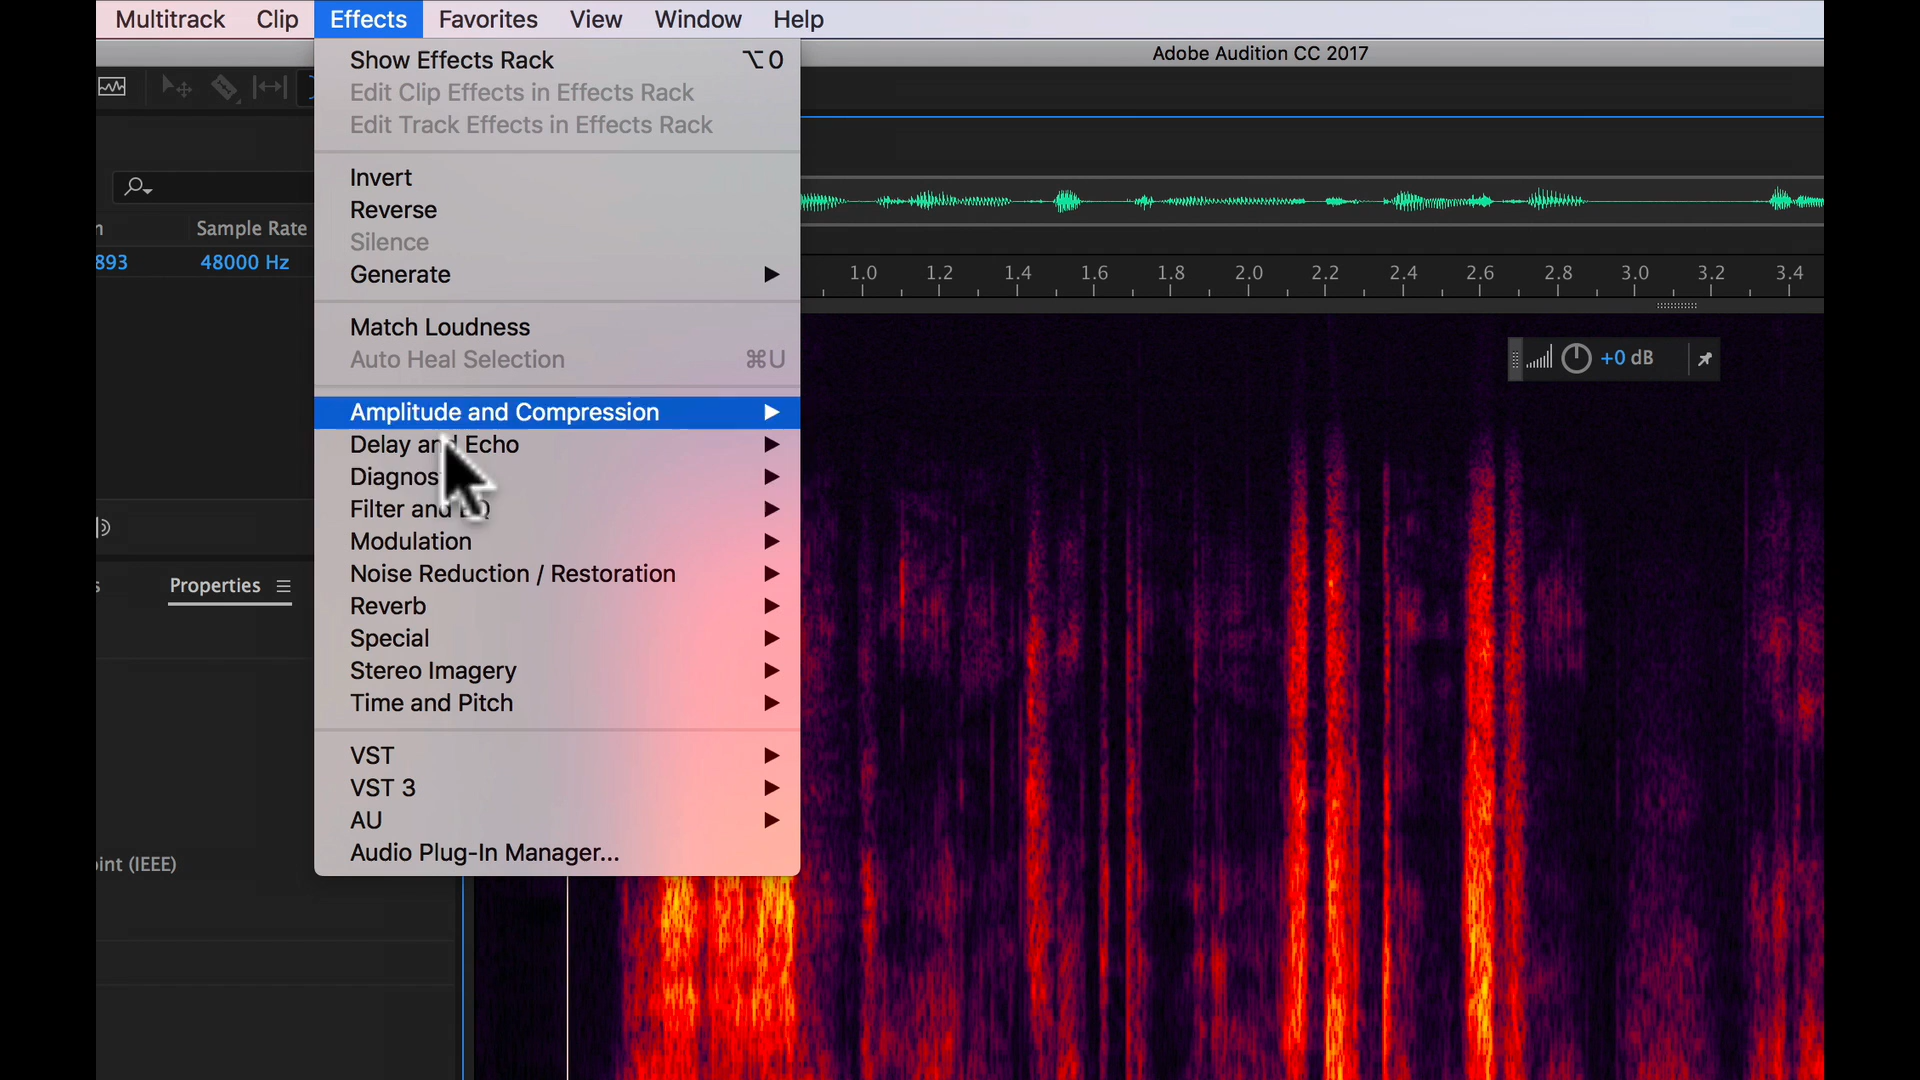 Multitrack Clip Effects Favorites View Window Help
Adobe Audition CC 2017
Show Effects Rack ⌥0
Edit Clip Effects in Effects Rack
Edit Track Effects in Effects Rack
Invert
Reverse
Silence
Generate
Match Loudness
Auto Heal Selection ⌘U
Amplitude and Compression
Delay and Echo
Filter and EQ
Modulation
Noise Reduction / Restoration
Reverb
Special
Stereo Imagery
Time and Pitch
VST
VST 3
AU
Audio Plug-In Manager...
Sample Rate
893 48000 Hz
Properties
(IEEE)
1.0 1.2 1.4 1.6 1.8 2.0 2.2 2.4 2.6 2.8 3.0 3.2 3.4
+0 dB